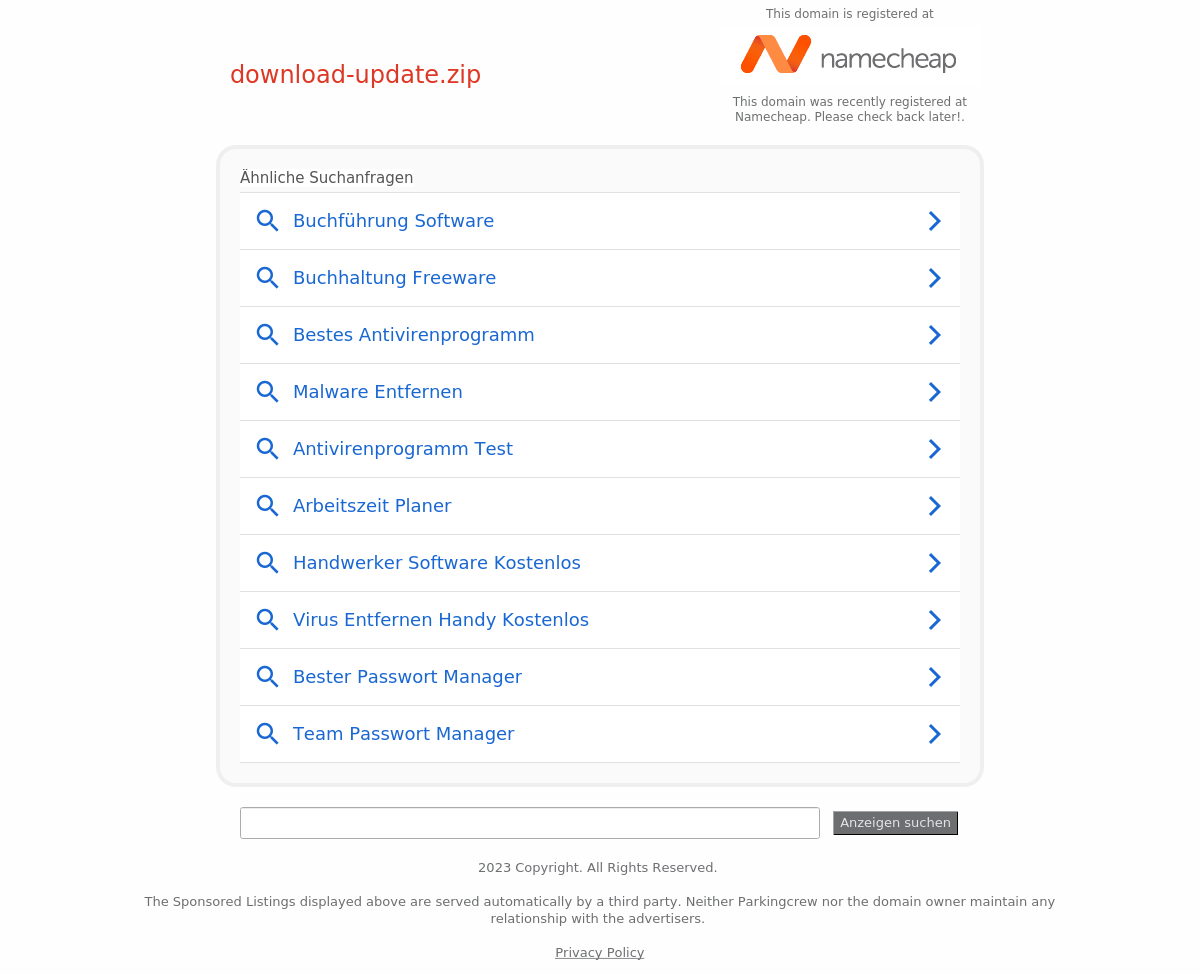 This domain is registered at
namecheap
download-update.zip
This domain was recently registered at
Namecheap. Please check back later!.
Ähnliche Suchanfragen
Buchführung Software
Buchhaltung Freeware
Bestes Antivirenprogramm
Malware Entfernen
Antivirenprogramm Test
Arbeitszeit Planer
Handwerker Software Kostenlos
Virus Entfernen Handy Kostenlos
Bester Passwort Manager
Team Passwort Manager
Anzeigen suchen
2023 Copyright. All Rights Reserved.
The Sponsored Listings displayed above are served automatically by a third party. Neither Parkingcrew nor the domain owner maintain any
relationship with the advertisers.
Privacy Policy